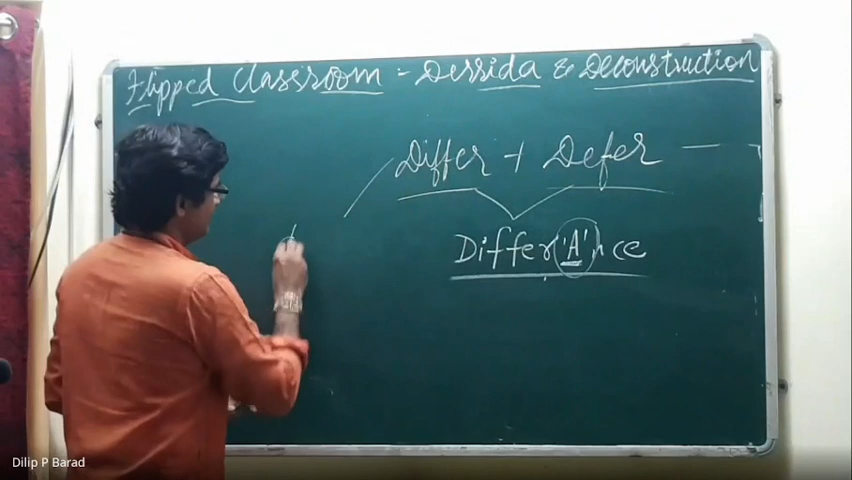 Flipped Classroom - Derrida & Deconstruction
Differ + Defer —
Differ'A'nce
Dilip P Barad